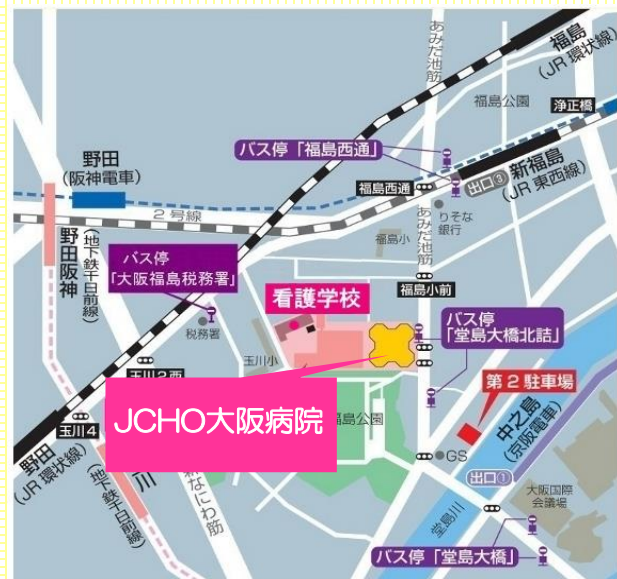 福島
(JR 環状線)
あみだ池筋
福島公園
浄正橋
バス停「福島西通」
野田
(阪神電車)
新福島
(JR 東西線)
出口③
福島西通
2号線
りそな
銀行
あみだ池筋
福島小
野田阪神
(地下鉄千日前線)
バス停
「大阪福島税務署」
税務署
看護学校
福島小前
バス停
「堂島大橋北詰」
玉川小
玉川2西
第2駐車場
JCHO大阪病院
福島公園
中之島
(京阪電車)
玉川4
野田
(JR 環状線)
川
(地下鉄千日前線)
なにわ筋
GS
出口①
大阪国際
会議場
堂島川
バス停「堂島大橋」